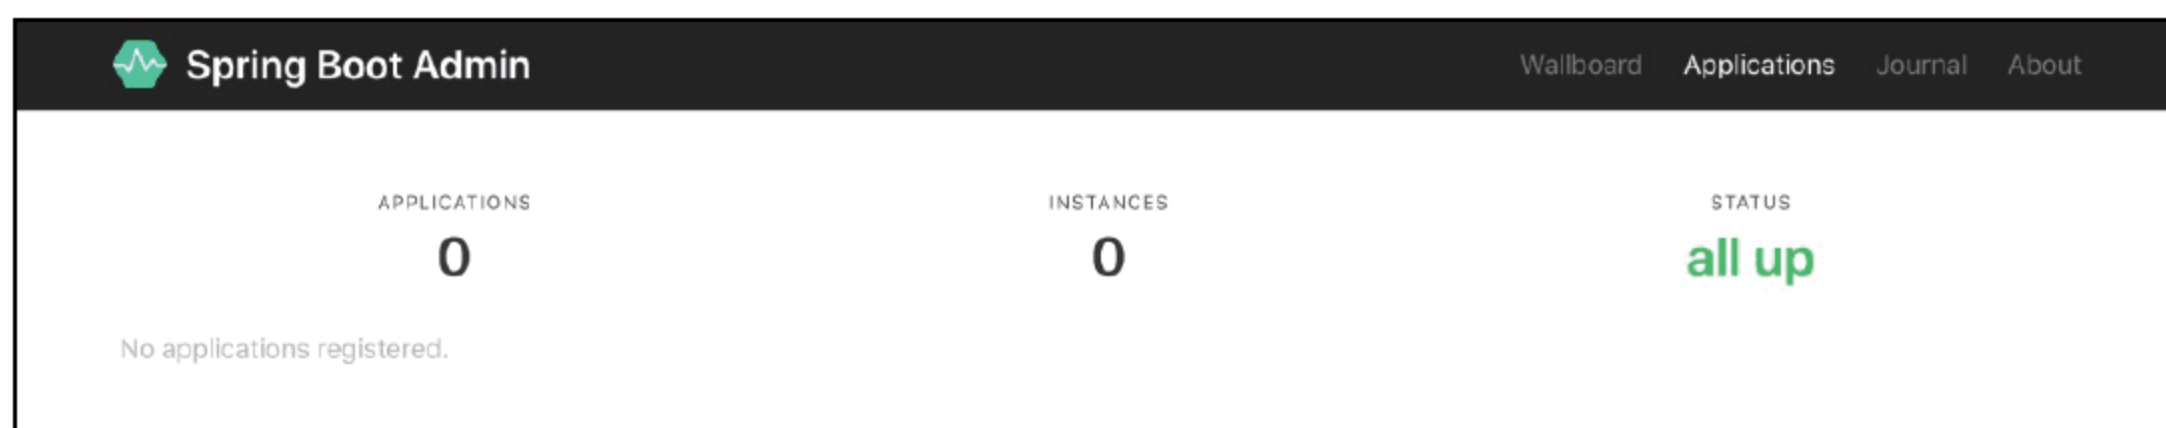 Spring Boot Admin
Wallboard Applications Journal About
APPLICATIONS
0
INSTANCES
0
STATUS
all up
No applications registered.